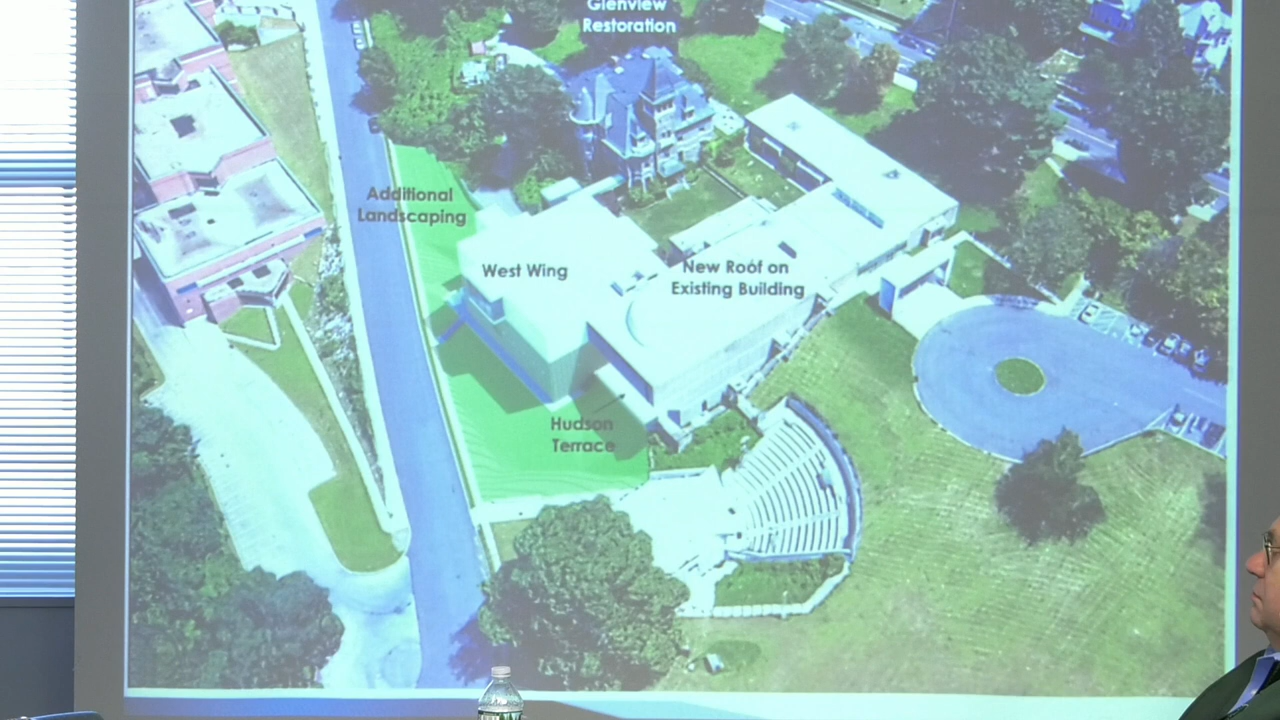 Glenview
Restoration
Additional
Landscaping
West Wing
New Roof on
Existing Building
Hudson
Terrace